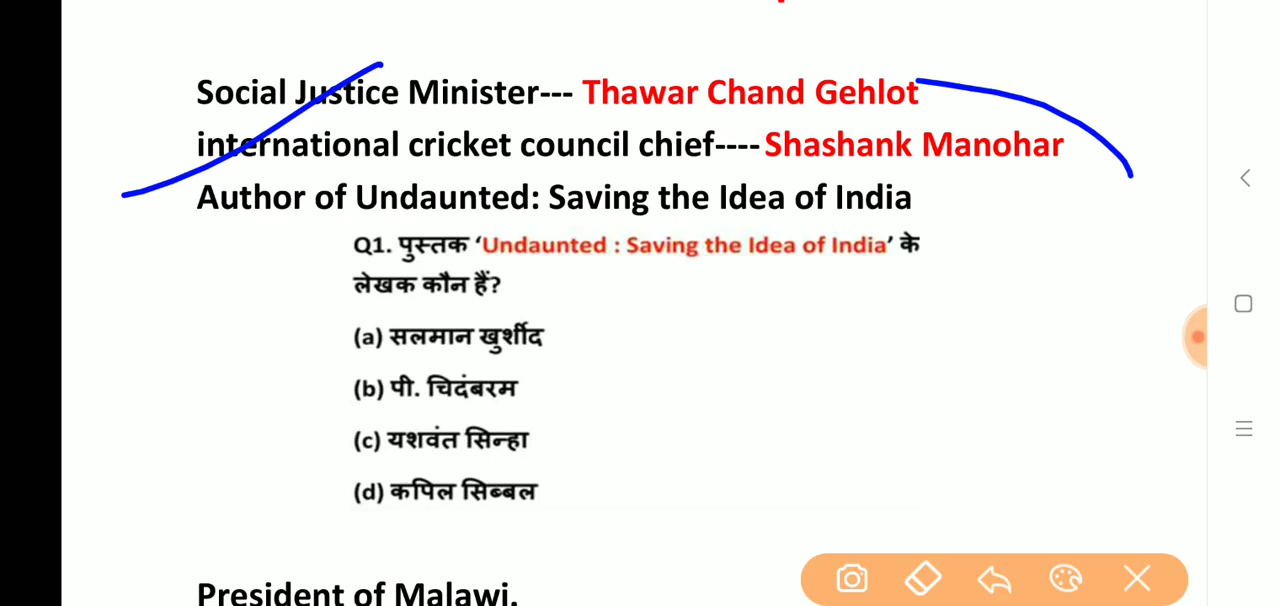 Social Justice Minister--- Thawar Chand Gehlot
international cricket council chief---- Shashank Manohar
Author of Undaunted: Saving the Idea of India
Q1. पुस्तक ‘Undaunted : Saving the Idea of India’ के
लेखक कौन हैं?
(a) सलमान खुर्शीद
(b) पी. चिदंबरम
(c) यशवंत सिन्हा
(d) कपिल सिब्बल
President of Malawi.